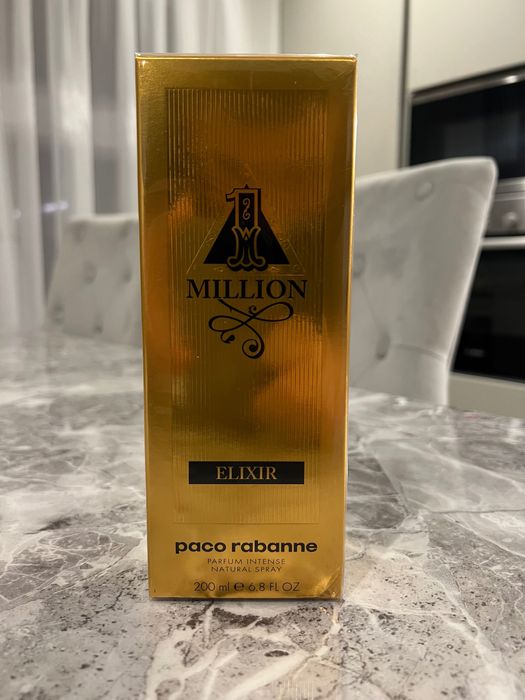 1
MILLION
ELIXIR
paco rabanne
PARFUM INTENSE
NATURAL SPRAY
200 ml ℮ 6.8 FL OZ